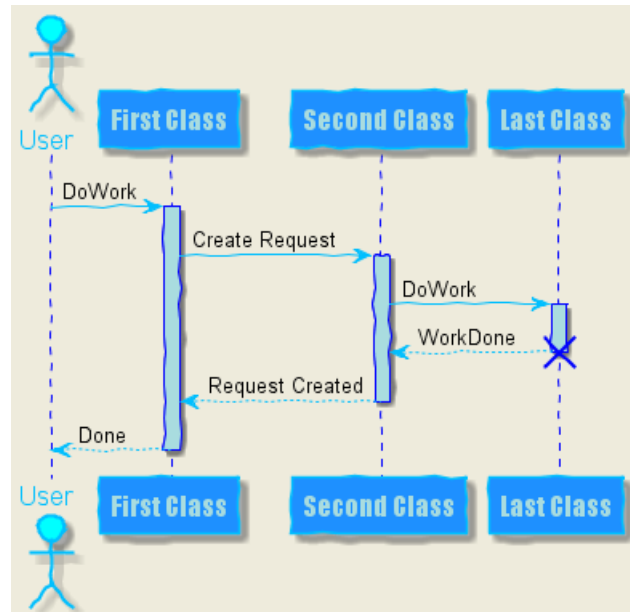 User
First Class
Second Class
Last Class
DoWork
Create Request
DoWork
WorkDone
Request Created
Done
User
First Class
Second Class
Last Class